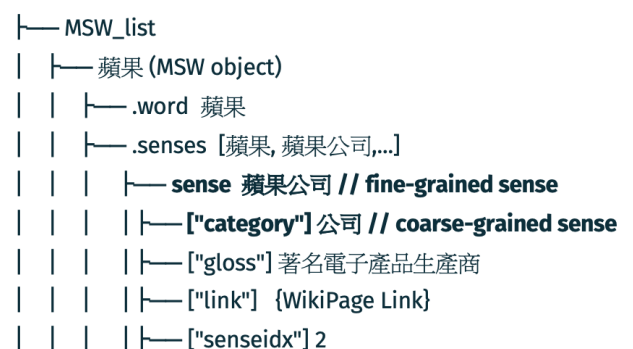 ├── MSW_list
│ ├── 蘋果 (MSW object)
│ │ ├── .word 蘋果
│ │ ├── .senses [蘋果, 蘋果公司,...]
│ │ │ ├── sense 蘋果公司 // fine-grained sense
│ │ │ │├── ["category"] 公司 // coarse-grained sense
│ │ │ │├── ["gloss"] 著名電子產品生產商
│ │ │ │├── ["link"] {WikiPage Link}
│ │ │ │├── ["senseidx"] 2